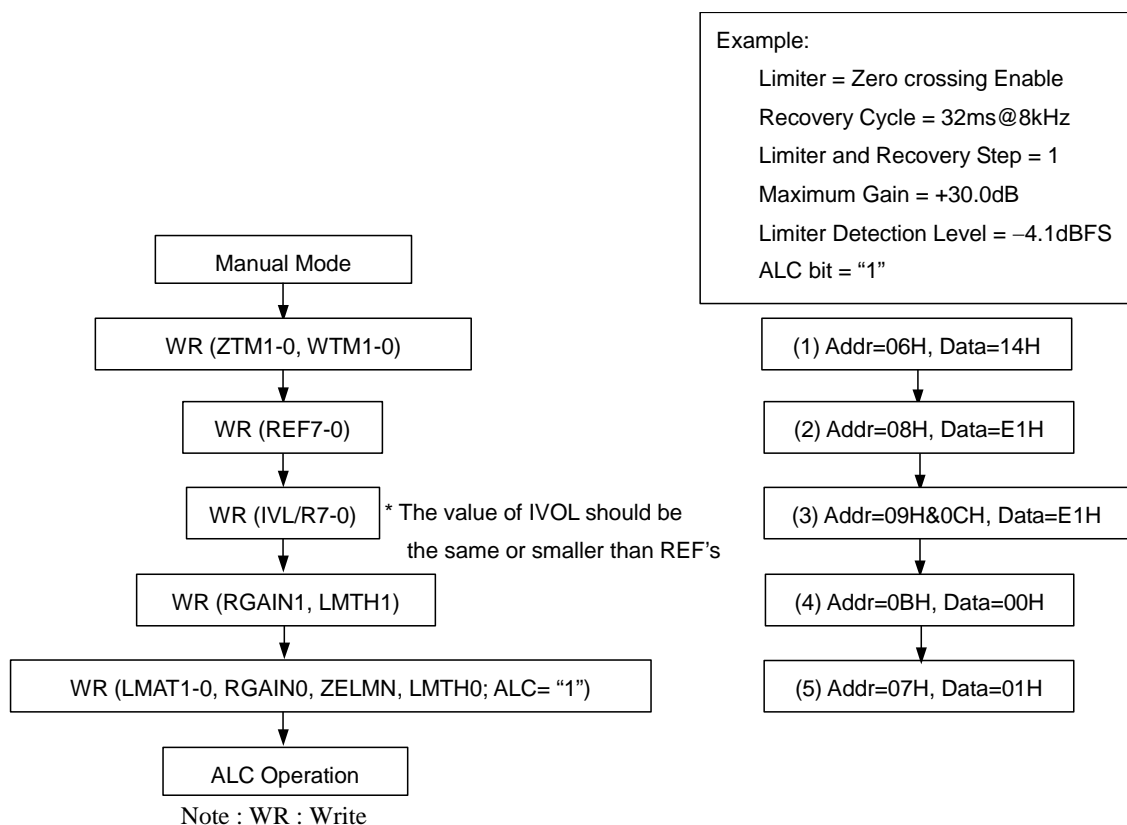 Example:
Limiter = Zero crossing Enable
Recovery Cycle = 32ms@8kHz
Limiter and Recovery Step = 1
Maximum Gain = +30.0dB
Limiter Detection Level = −4.1dBFS
ALC bit = “1”
Manual Mode
WR (ZTM1-0, WTM1-0)
WR (REF7-0)
WR (IVL/R7-0)
* The value of IVOL should be
the same or smaller than REF’s
WR (RGAIN1, LMTH1)
WR (LMAT1-0, RGAIN0, ZELMN, LMTH0; ALC= “1”)
ALC Operation
Note : WR : Write
(1) Addr=06H, Data=14H
(2) Addr=08H, Data=E1H
(3) Addr=09H&0CH, Data=E1H
(4) Addr=0BH, Data=00H
(5) Addr=07H, Data=01H